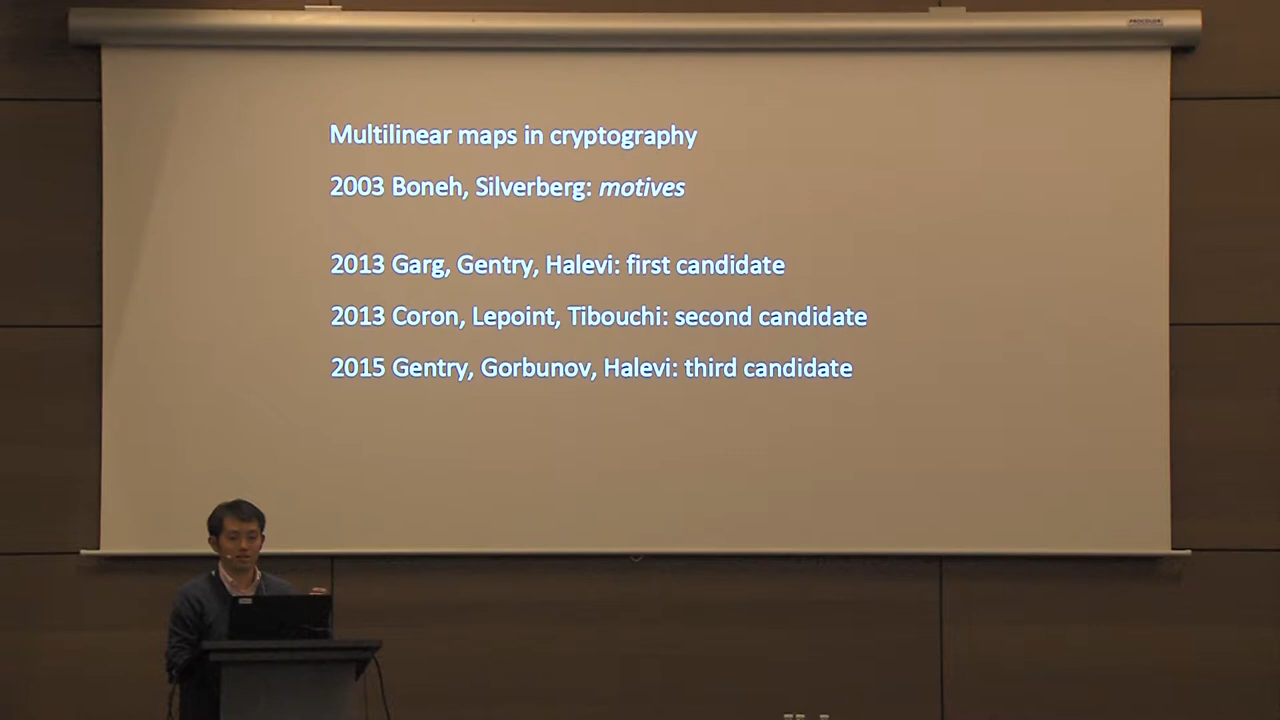 PROCOLOR
Multilinear maps in cryptography
2003 Boneh, Silverberg: motives
2013 Garg, Gentry, Halevi: first candidate
2013 Coron, Lepoint, Tibouchi: second candidate
2015 Gentry, Gorbunov, Halevi: third candidate